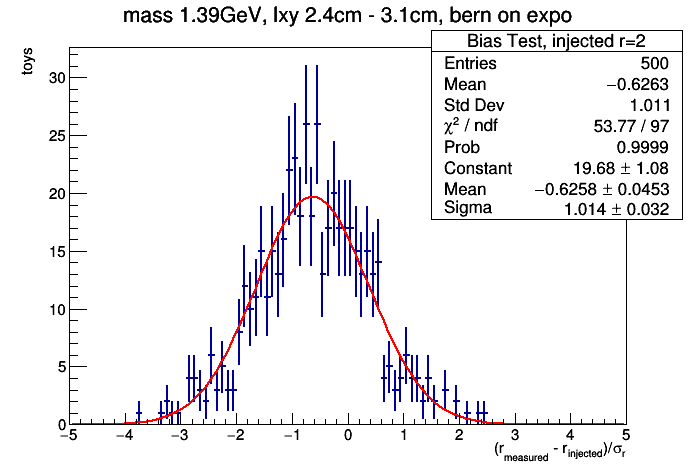 mass 1.39GeV, lxy 2.4cm - 3.1cm, bern on expo
Bias Test, injected r=2
Entries 500
Mean −0.6263
Std Dev 1.011
χ² / ndf 53.77 / 97
Prob 0.9999
Constant 19.68 ± 1.08
Mean −0.6258 ± 0.0453
Sigma 1.014 ± 0.032
toys
30
25
20
15
10
5
0
−5 −4 −3 −2 −1 0 1 2 3 4 5
(r_measured - r_injected)/σ_r